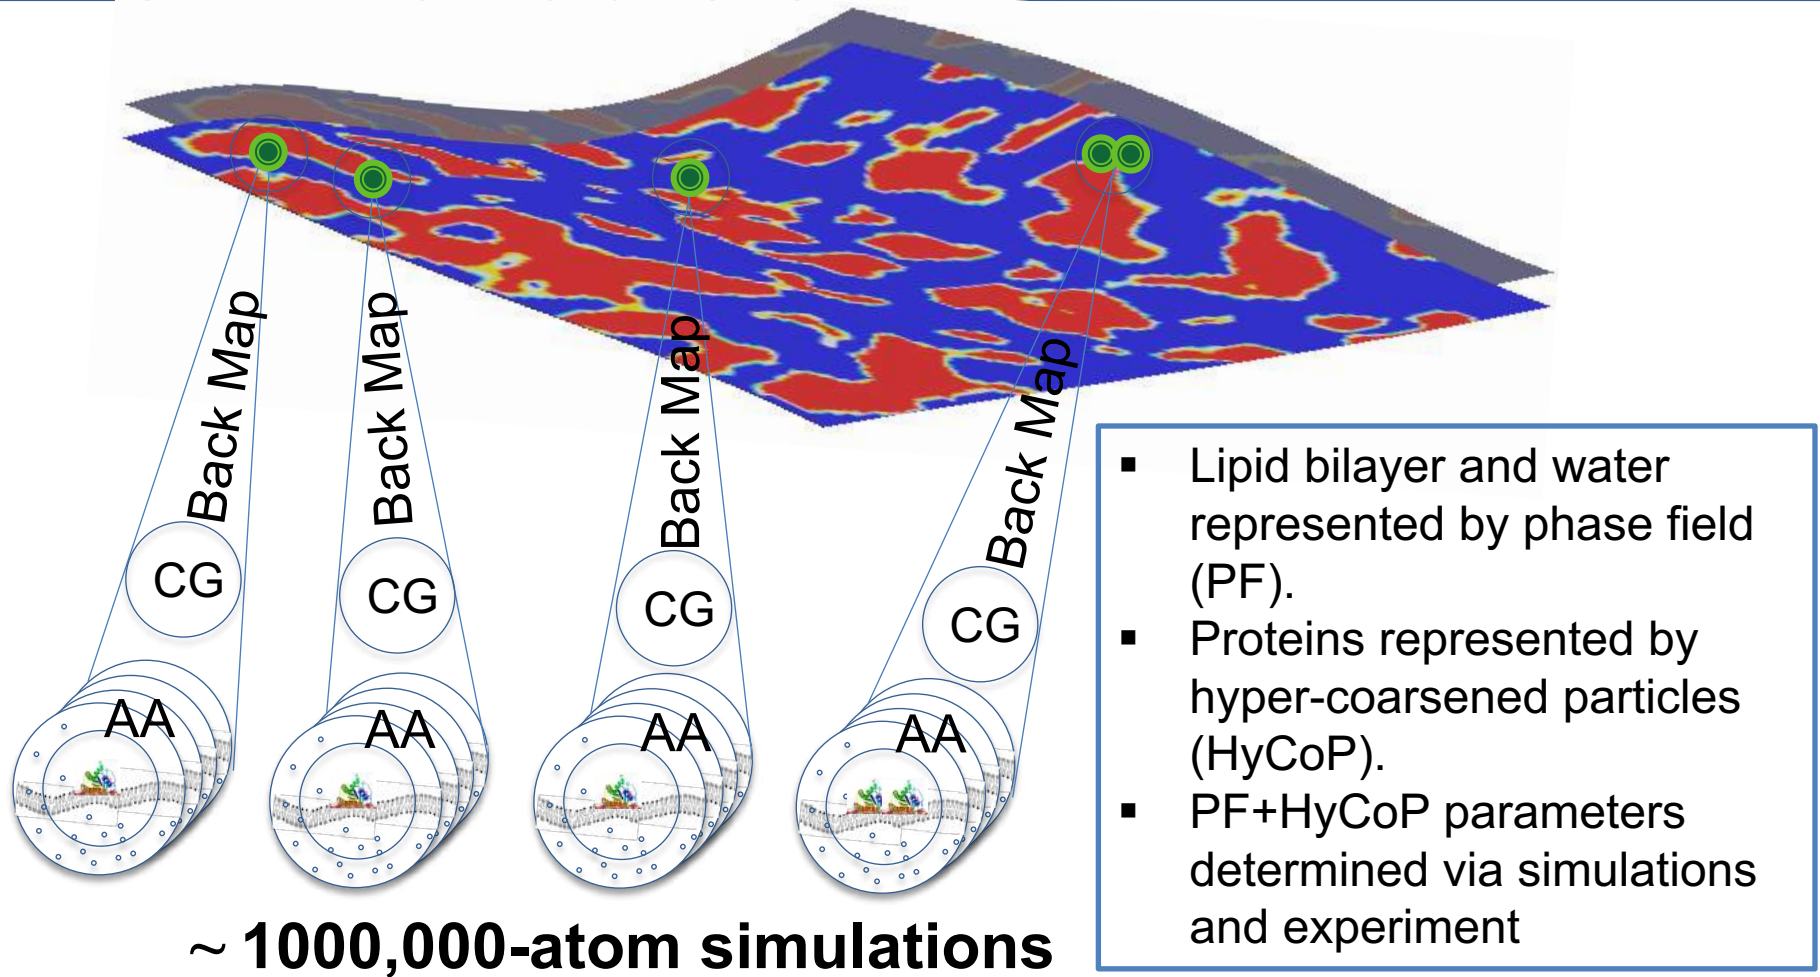 Back Map
Back Map
Back Map
Back Map
CG
CG
CG
CG
AA
AA
AA
AA
~ 1000,000-atom simulations
▪ Lipid bilayer and water
represented by phase field
(PF).
▪ Proteins represented by
hyper-coarsened particles
(HyCoP).
▪ PF+HyCoP parameters
determined via simulations
and experiment